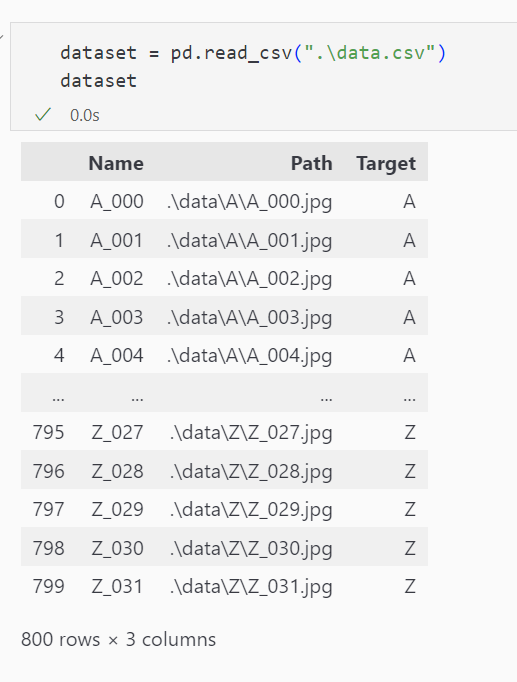 dataset = pd.read_csv(".\data.csv")
dataset
0.0s
Name Path Target
0 A_000 .\data\A\A_000.jpg A
1 A_001 .\data\A\A_001.jpg A
2 A_002 .\data\A\A_002.jpg A
3 A_003 .\data\A\A_003.jpg A
4 A_004 .\data\A\A_004.jpg A
... ... ... ...
795 Z_027 .\data\Z\Z_027.jpg Z
796 Z_028 .\data\Z\Z_028.jpg Z
797 Z_029 .\data\Z\Z_029.jpg Z
798 Z_030 .\data\Z\Z_030.jpg Z
799 Z_031 .\data\Z\Z_031.jpg Z
800 rows × 3 columns